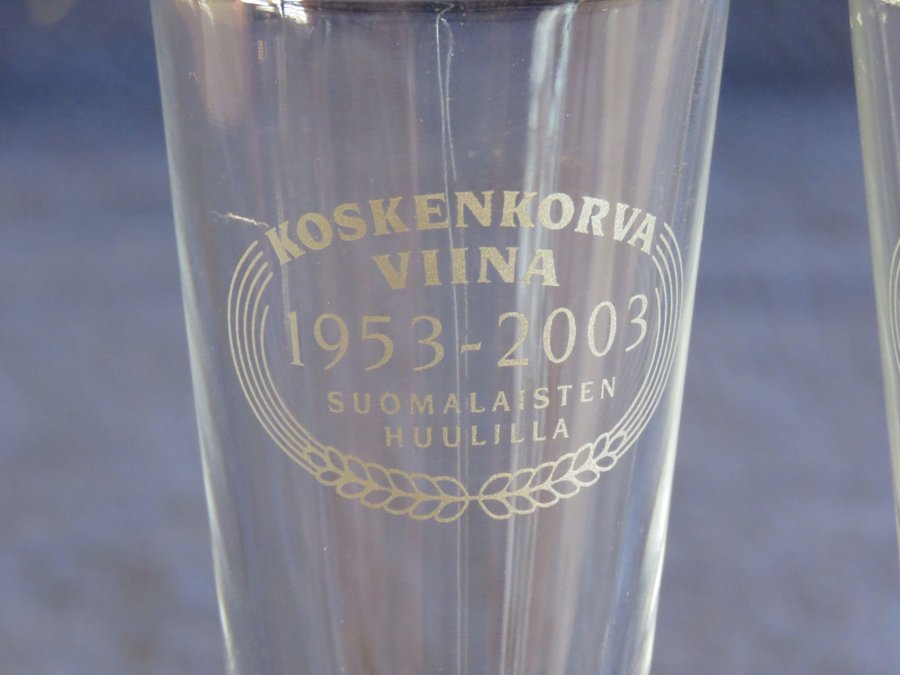 KOSKENKORVA
VIINA
1953-2003
SUOMALAISTEN
HUULILLA